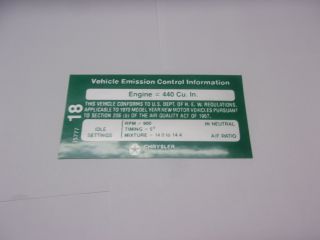 Vehicle Emission Control Information
Engine = 440 Cu. In.
THIS VEHICLE CONFORMS TO U.S. DEPT. OF H. E. W. REGULATIONS,
APPLICABLE TO 1970 MODEL YEAR NEW MOTOR VEHICLES PURSUANT
TO SECTION 206 (b) OF THE AIR QUALITY ACT OF 1967.
18
IDLE
SETTINGS
RPM - 900 IN NEUTRAL
TIMING - 5°
MIXTURE - 14.0 to 14.4 A/F RATIO
CHRYSLER